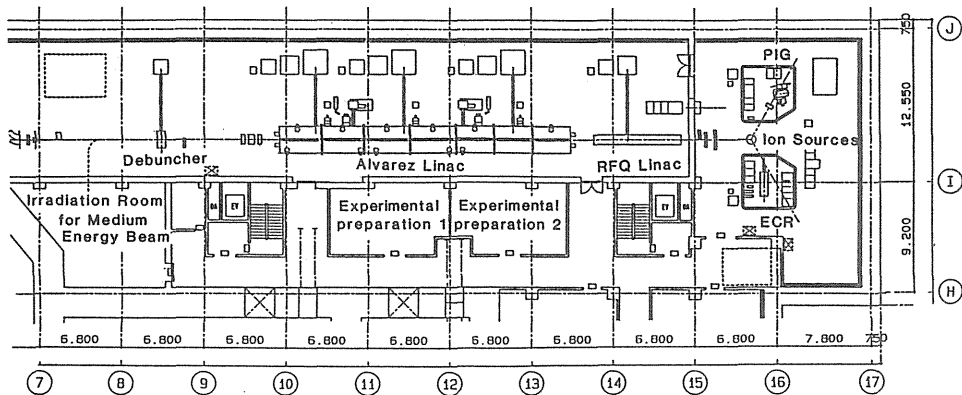 J
750
PIG
12.550
Ion Sources
Debuncher
Alvarez Linac
RFQ Linac
I
Irradiation Room
for Medium
Energy Beam
EV
Experimental
preparation 1
Experimental
preparation 2
EV
ECR
9.200
H
6.800
6.800
6.800
6.800
6.800
6.800
6.800
6.800
6.800
7.800
750
7
8
9
10
11
12
13
14
15
16
17